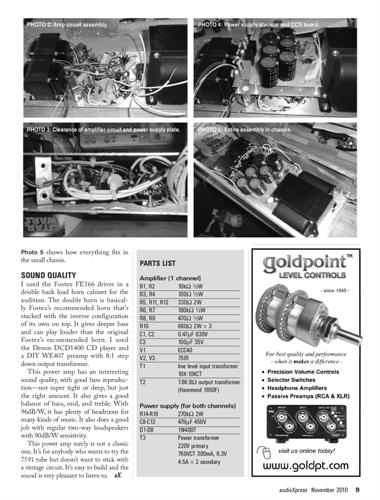 PHOTO 2: Amp circuit assembly.
PHOTO 4: Power supply stackup and CCS board.
PHOTO 3: Clearance of amplifier circuit and power supply plate.
PHOTO 5: Entire assembly in chassis.
Photo 5 shows how everything fits in
the small chassis.
SOUND QUALITY
I used the Fostex FE166 driver in a
double back load horn cabinet for the
audition. The double horn is basical-
ly Fostex's recommended horn that's
stacked with the inverse configuration
of its own on top. It gives deeper bass
and can play louder than the original
Fostex's recommended horn. I used
the Denon DCD1400 CD player and
a DIY WE407 preamp with 8:1 step
down output transformer.
This power amp has an interesting
sound quality, with good bass reproduc-
tion—not super tight or deep, but just
the right amount. It also gives a good
balance of bass, mid, and treble. With
96dB/W, it has plenty of headroom for
many kinds of music. It also does a good
job with regular two-way loudspeakers
with 90dB/W sensitivity.
This power amp surely is not a classic
one. It's for anybody who wants to try the
7591 tube but doesn't want to stick with
a vintage circuit. It's easy to build and the
sound is very pleasant to listen to. aX
PARTS LIST
Amplifier (1 channel)
R1, R2 10kΩ ½W
R3, R4 100Ω ½W
R5, R11, R12 330Ω 2W
R6, R7 180kΩ ½W
R8, R9 470Ω ½W
R10 680Ω 2W × 3
C1, C2 0.47µF 630V
C3 100µF 35V
V1 ECC40
V2, V3 7591
T1 line level input transformer
10K:10KCT
T2 7.8K:8Ω output transformer
(Hammond 1650F)
Power supply (for both channels)
R14-R19 270kΩ 2W
C8-C13 470µF 450V
D1-D8 1N4007
T3 Power transformer
220V primary
760VCT 300mA, 6.3V
4.5A × 2 secondary
goldpoint™
LEVEL CONTROLS
- since 1995 -
For best quality and performance
– when it makes a difference –
• Precision Volume Controls
• Selector Switches
• Headphone Amplifiers
• Passive Preamps (RCA & XLR)
visit us online today!
www.goldpt.com
audioXpress November 2010 9